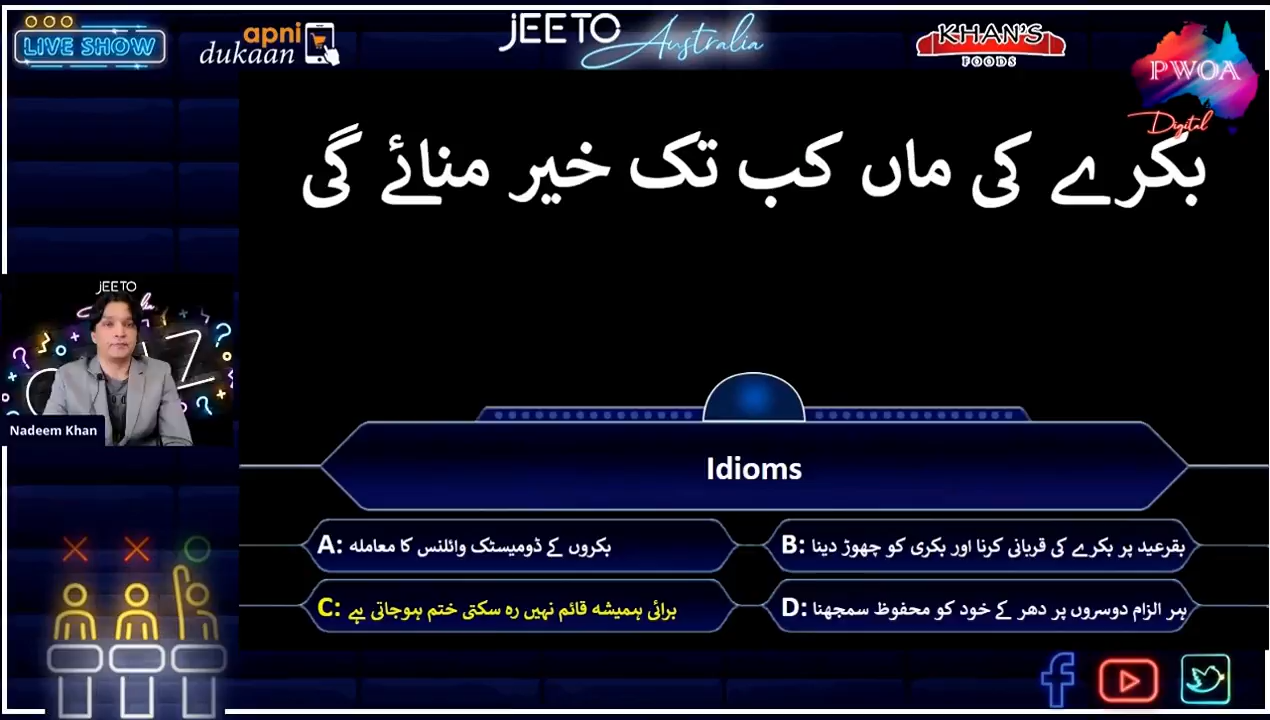 LIVE SHOW
apni
dukaan
JEETO
Australia
KHAN'S
FOODS
PWOA
Digital
بکرے کی ماں کب تک خیر منائے گی
JEETO
Nadeem Khan
Idioms
A: بکروں کے ڈومیسٹک وائلنس کا معاملہ
B: بقرعید پر بکرے کی قربانی کرنا اور بکری کو چھوڑ دینا
C: برائی ہمیشہ قائم نہیں رہ سکتی ختم ہوجاتی ہے
D: ہر الزام دوسروں پر دھر کے خود کو محفوظ سمجھنا